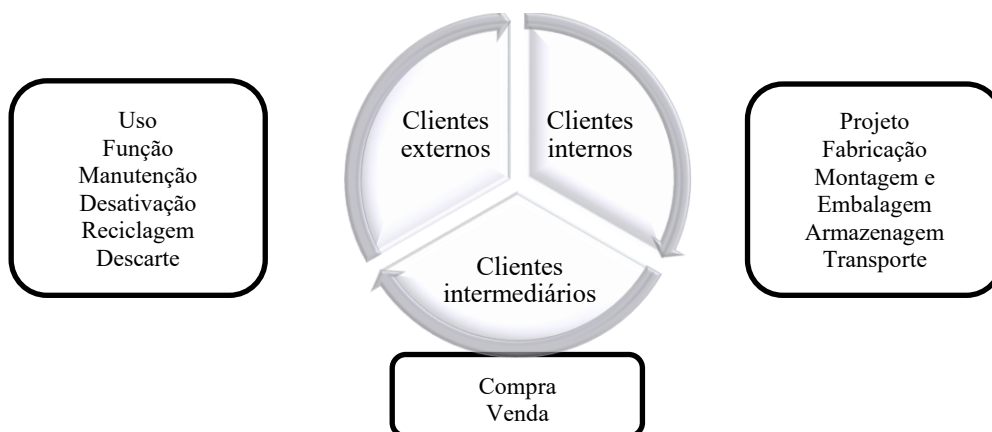 Uso
Função
Manutenção
Desativação
Reciclagem
Descarte
Clientes
externos
Clientes
internos
Clientes
intermediários
Projeto
Fabricação
Montagem e
Embalagem
Armazenagem
Transporte
Compra
Venda